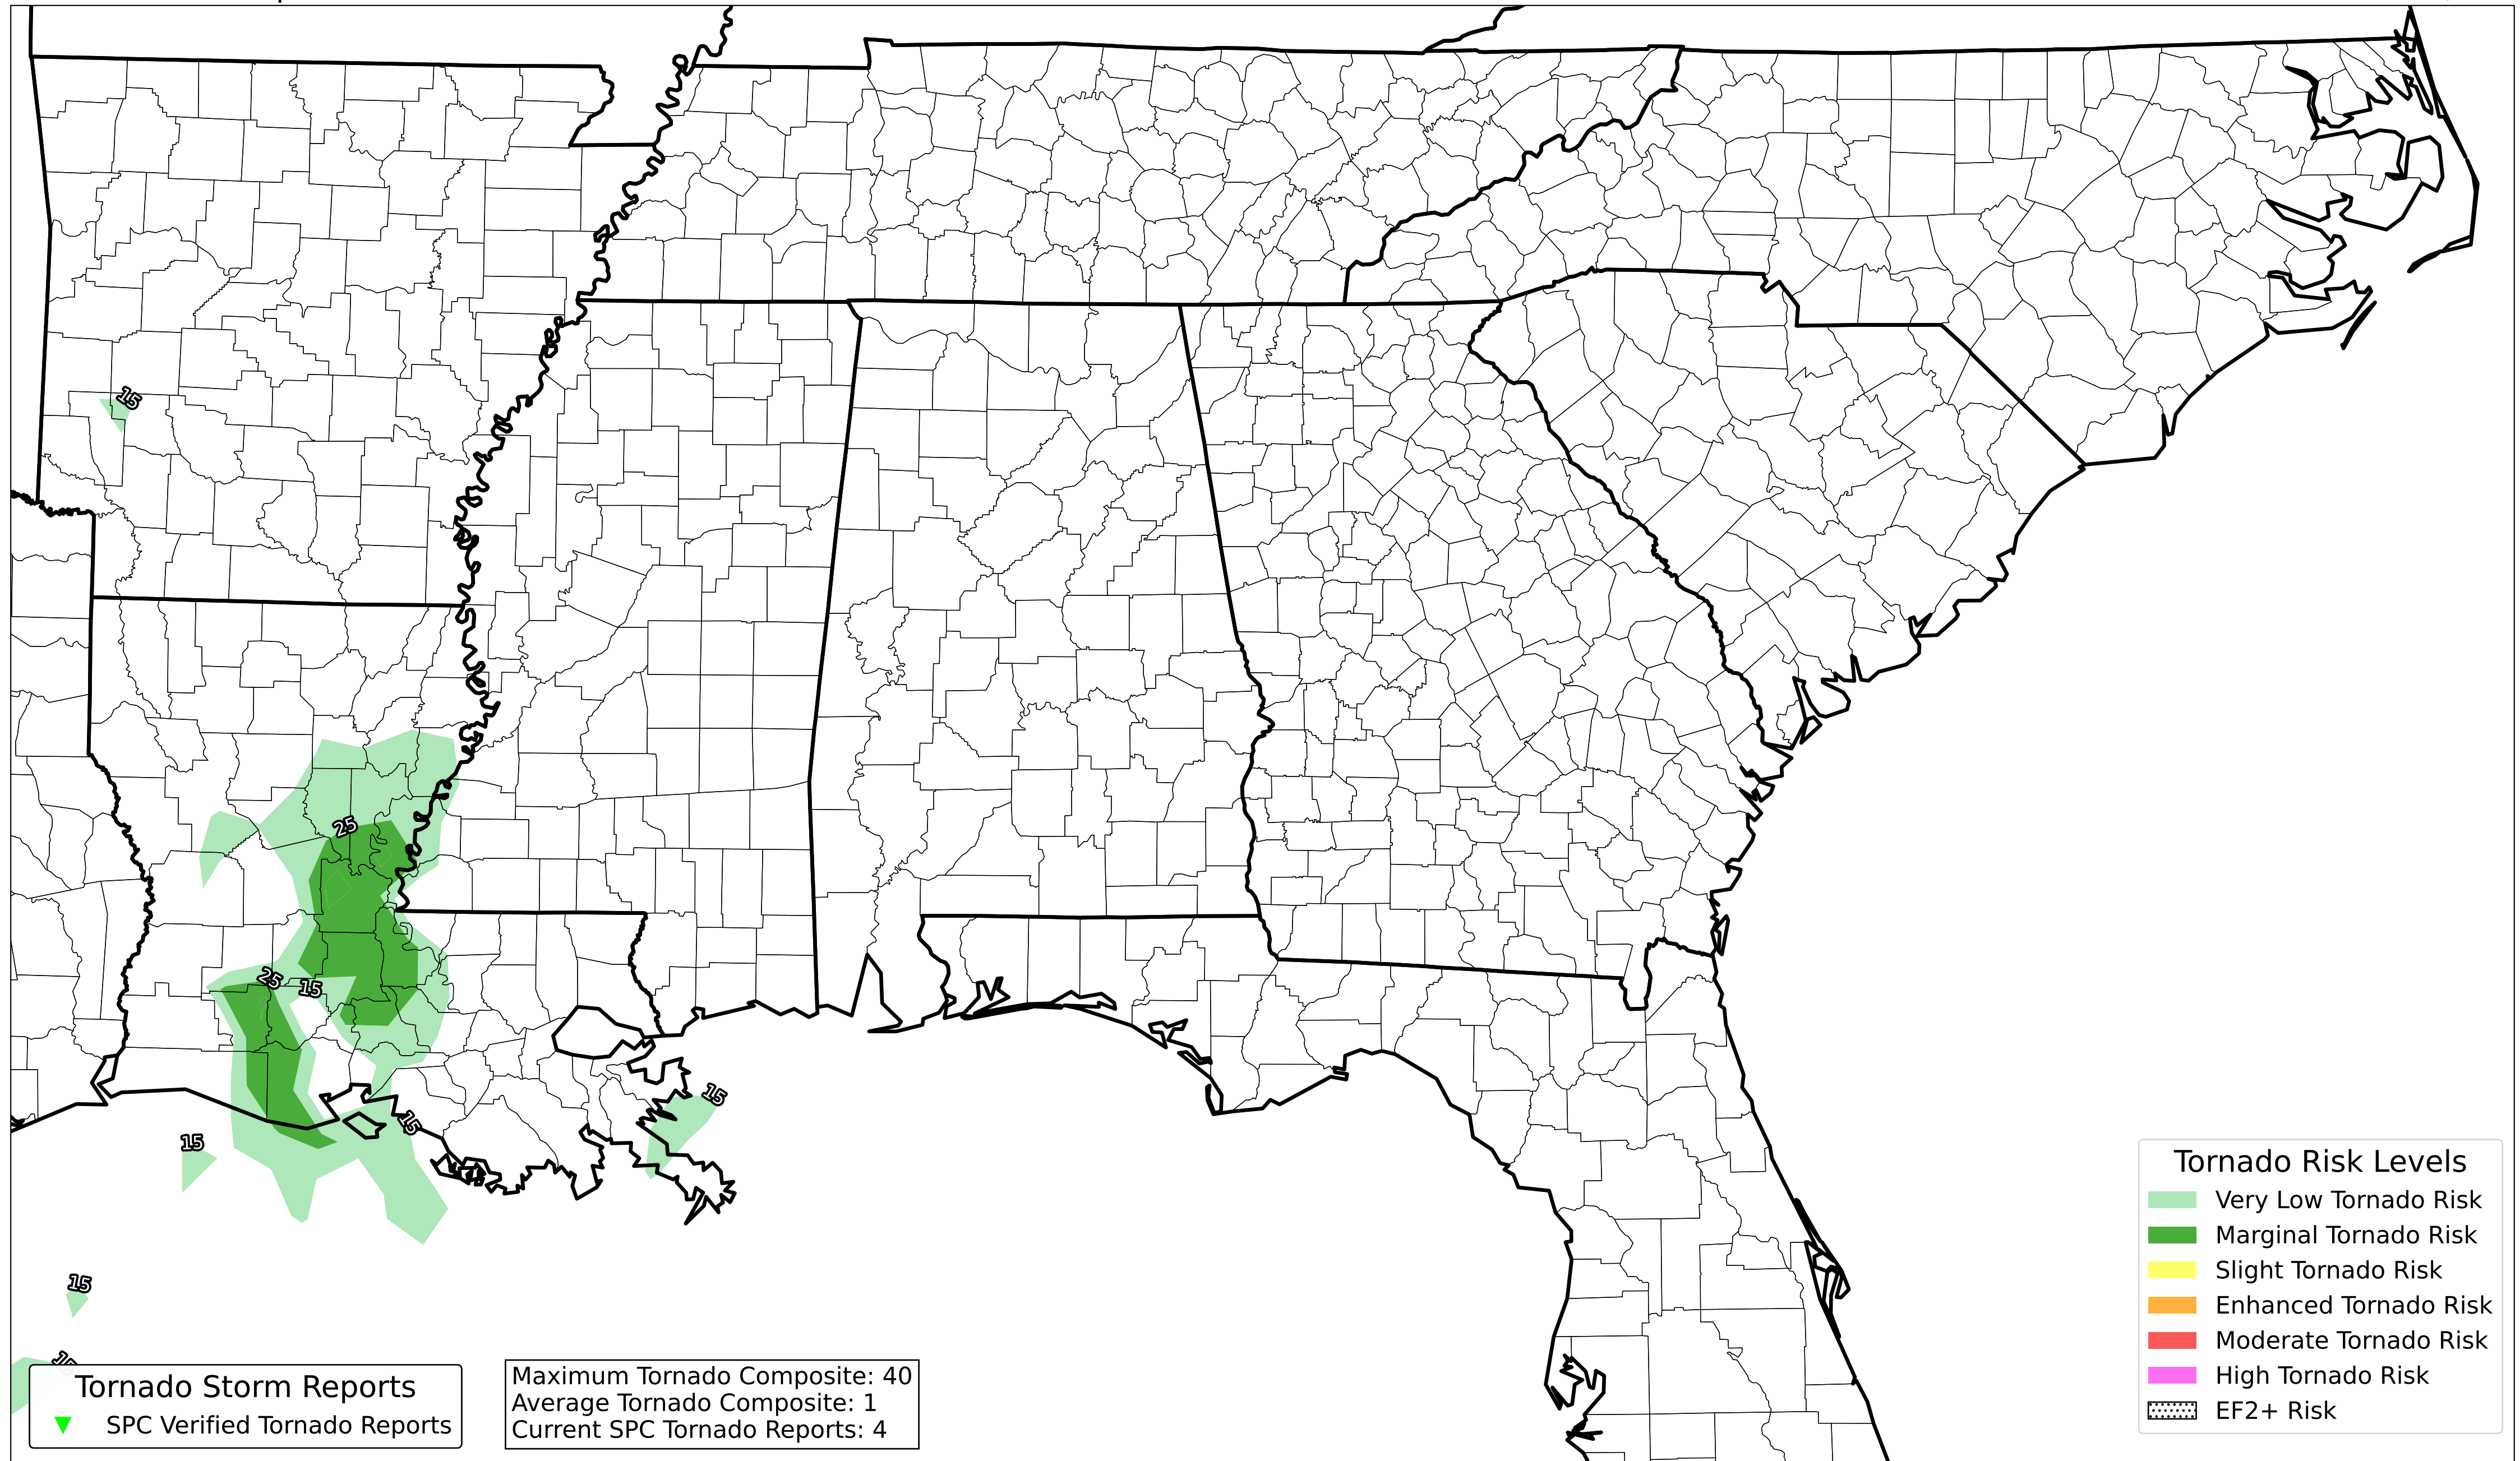 15
25
25
15
15
15
15
15
Tornado Storm Reports
SPC Verified Tornado Reports
Maximum Tornado Composite: 40
Average Tornado Composite: 1
Current SPC Tornado Reports: 4
Tornado Risk Levels
Very Low Tornado Risk
Marginal Tornado Risk
Slight Tornado Risk
Enhanced Tornado Risk
Moderate Tornado Risk
High Tornado Risk
EF2+ Risk